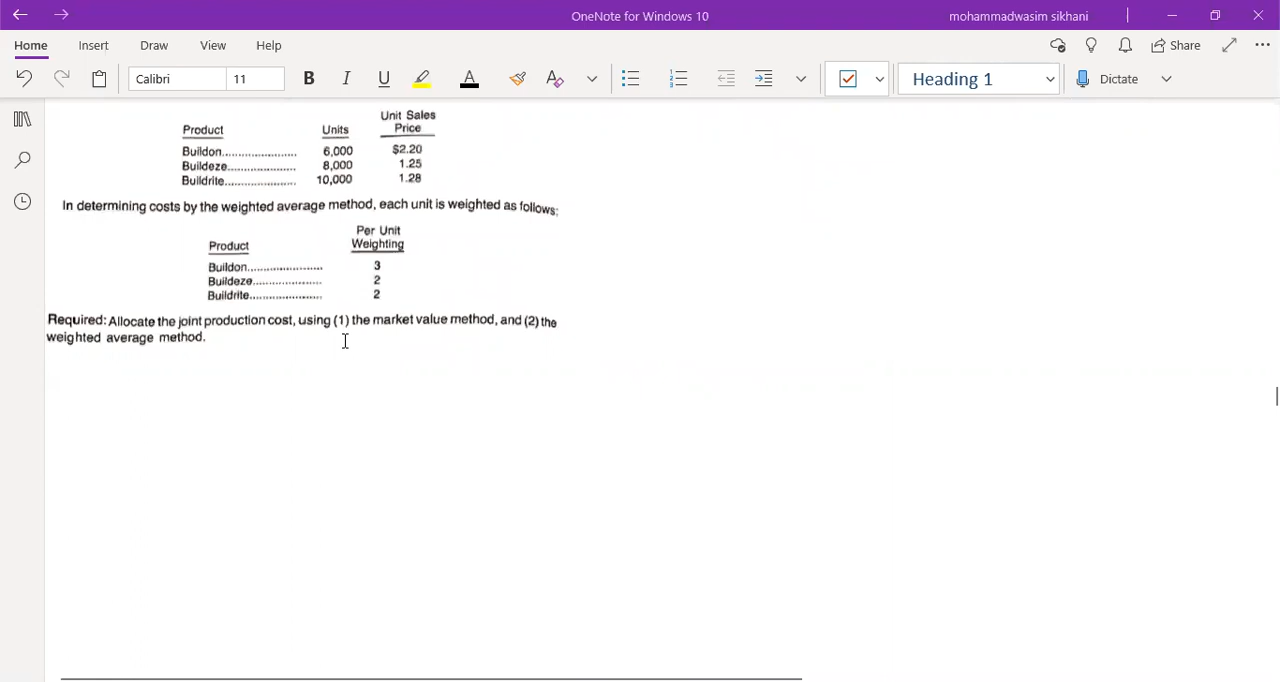 OneNote for Windows 10
mohammadwasim sikhani
Home Insert Draw View Help
Share
Calibri 11 B I U A A Heading 1 Dictate
Unit Sales
Product Units Price
Buildon........................ 6,000 $2.20
Buildeze....................... 8,000 1.25
Buildrite........................ 10,000 1.28
In determining costs by the weighted average method, each unit is weighted as follows:
Per Unit
Product Weighting
Buildon........................ 3
Buildeze....................... 2
Buildrite........................ 2
Required: Allocate the joint production cost, using (1) the market value method, and (2) the
weighted average method.